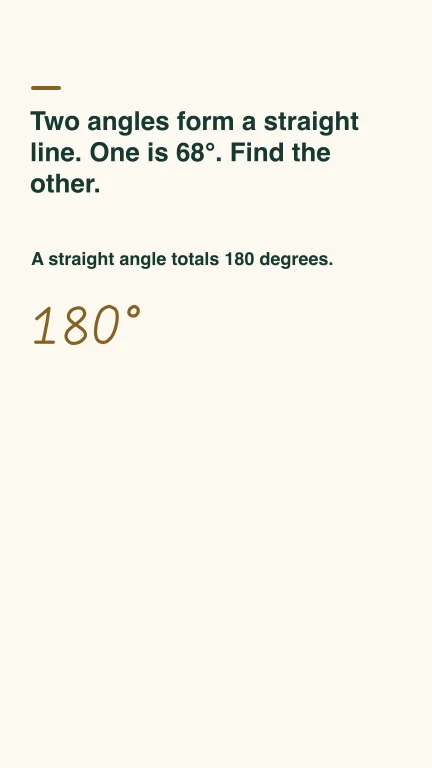 Two angles form a straight
line. One is 68°. Find the
other.
A straight angle totals 180 degrees.
180°